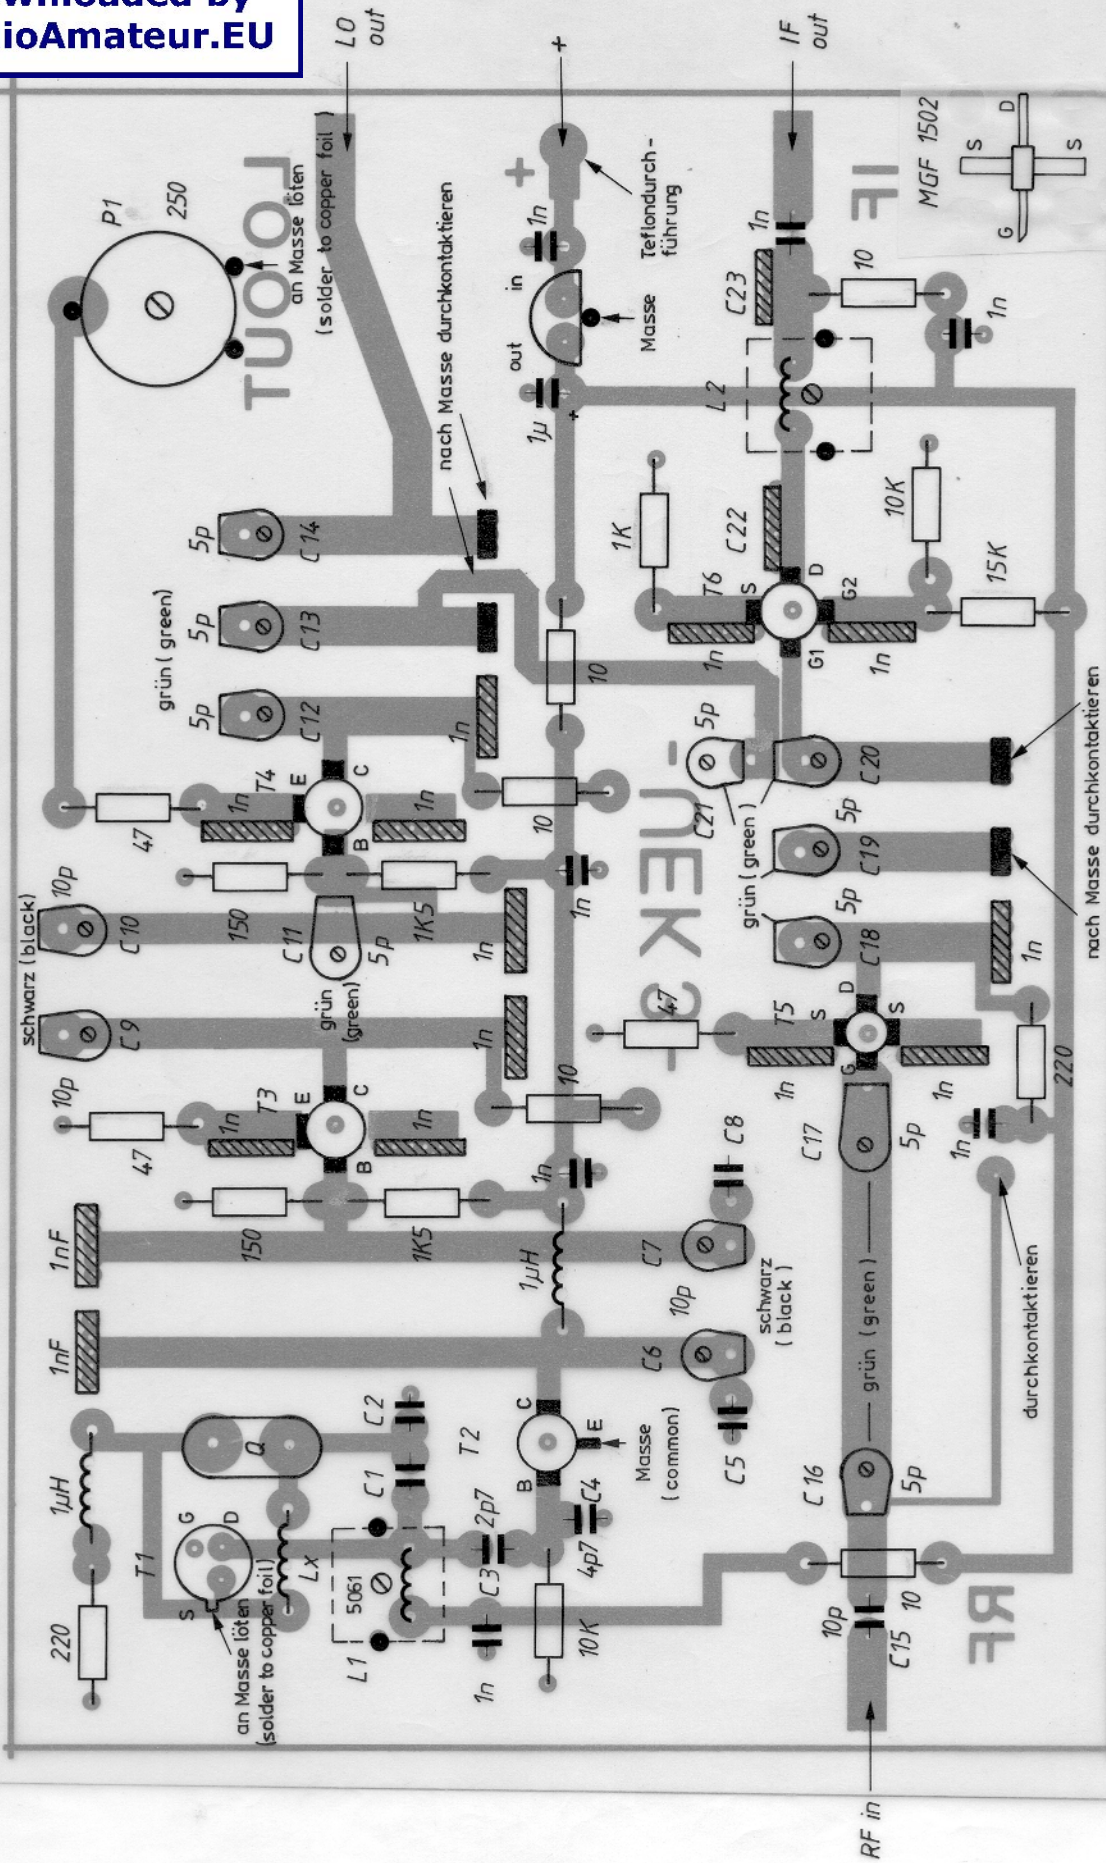 wnloaded by
ioAmateur.EU
LO
out
+
IF
out
P1
250
LO OUT
an Masse löten
(solder to copper foil )
nach Masse durchkontaktieren
+
1n
in
out
1µ
+
Masse
Teflondurch-
führung
IF
MGF 1502
G
S
D
S
1n
C23
10
1n
L2
5p
C14
grün ( green)
5p
C13
5p
C12
1n
10
1K
C22
T6
S
D
G2
G1
1n
1n
10K
15K
47
1n
T4
E
C
B
1n
10
5p
C21
grün ( green )
C20
5p
C19
5p
C18
1n
nach Masse durchkontaktieren
schwarz ( black)
10p
C10
150
C11
5p
1K5
1n
1n
grün
(green)
10p
C9
1n
10
ÜEK 3
47
T5
S
D
S
G
1n
1n
220
1n
47
1n
T3
E
C
B
1n
1n
150
1K5
1nF
1nF
1µH
C8
C7
10p
C6
schwarz
( black )
C5
C17
5p
grün ( green )
C16
5p
durchkontaktieren
1µH
220
T1
G
D
S
Q
an Masse löten
(solder to copper foil)
Lx
C1
C2
T2
C
B
E
Masse
(common)
C4
4p7
2p7
C3
5061
L1
1n
10K
10p
10
C15
RF
RF in